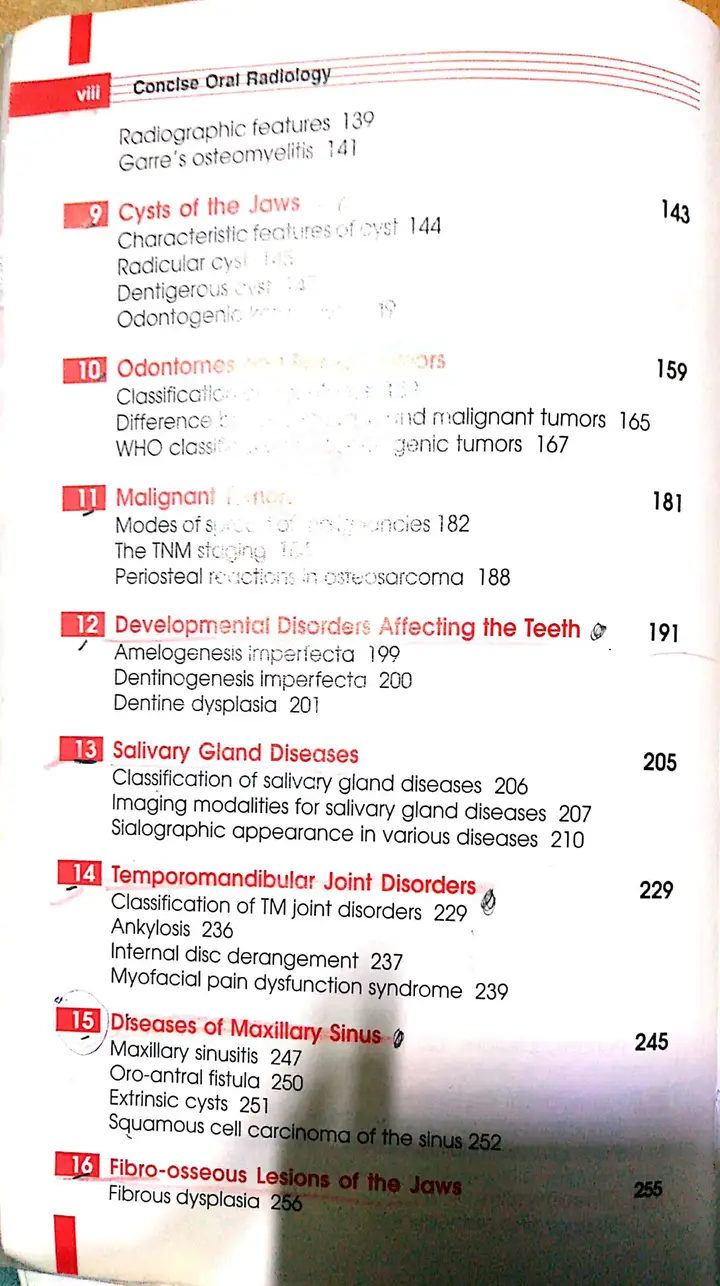 viii Concise Oral Radiology
Radiographic features 139
Garre's osteomyelitis 141
9 Cysts of the Jaws 143
Characteristic features of cyst 144
Radicular cyst
Dentigerous cyst
Odontogenic
10 Odontomes 159
Classification
Difference and malignant tumors 165
WHO genic tumors 167
11 Malignant 181
Modes of spread of malignancies 182
The TNM staging
Periosteal reactions in osteosarcoma 188
12 Developmental Disorders Affecting the Teeth 191
Amelogenesis imperfecta 199
Dentinogenesis imperfecta 200
Dentine dysplasia 201
13 Salivary Gland Diseases 205
Classification of salivary gland diseases 206
Imaging modalities for salivary gland diseases 207
Sialographic appearance in various diseases 210
14 Temporomandibular Joint Disorders 229
Classification of TM joint disorders 229
Ankylosis 236
Internal disc derangement 237
Myofacial pain dysfunction syndrome 239
15 Diseases of Maxillary Sinus 245
Maxillary sinusitis 247
Oro-antral fistula 250
Extrinsic cysts 251
Squamous cell carcinoma of the sinus 252
16 Fibro-osseous Lesions of the Jaws 255
Fibrous dysplasia 256